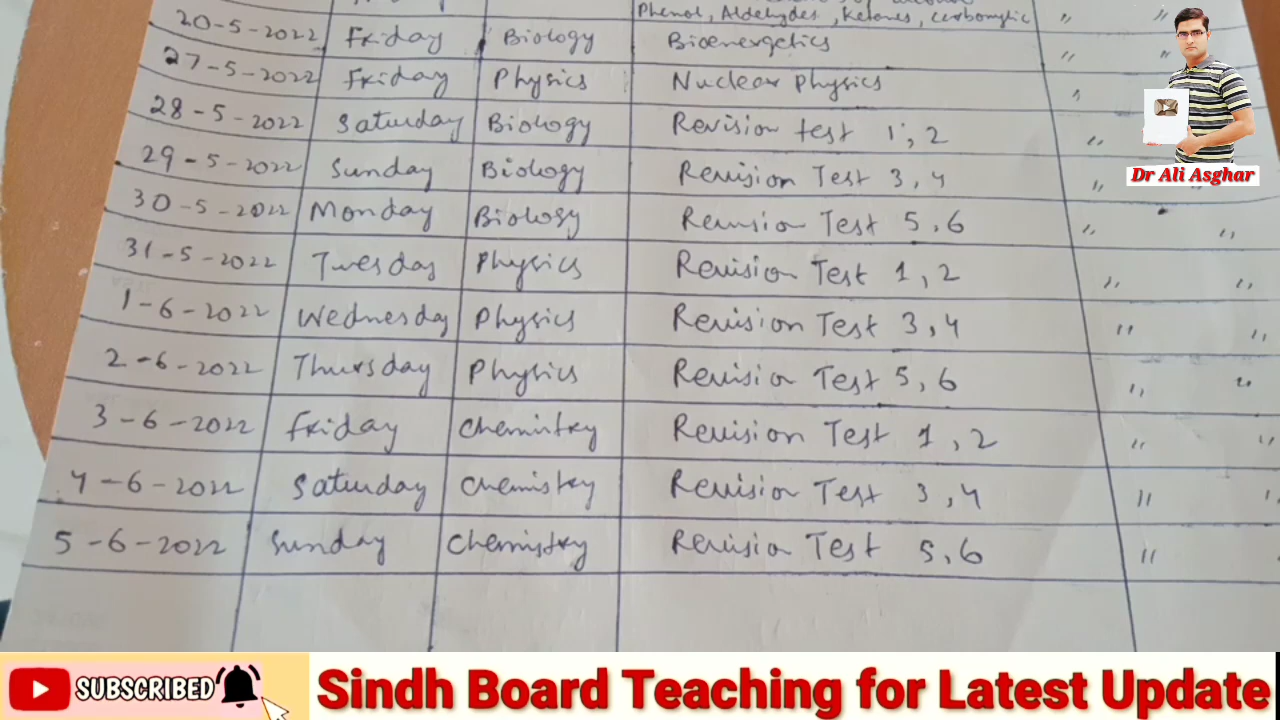 Phenol, Aldehydes, Ketones, cerbomylic " "
20-5-2022 Friday Biology Bioenergetics " "
27-5-2022 Friday Physics Nuclear Physics "
28-5-2022 Saturday Biology Revision test 1, 2 "
29-5-2022 Sunday Biology Revision Test 3, 4 " "
30-5-2022 Monday Biology Revision Test 5, 6 " "
31-5-2022 Tuesday Physics Revision Test 1, 2 " "
1-6-2022 Wednesday Physics Revision Test 3, 4 " "
2-6-2022 Thursday Physics Revision Test 5, 6 " "
3-6-2022 Friday Chemistry Revision Test 1, 2 " "
4-6-2022 Saturday Chemistry Revision Test 3, 4 " "
5-6-2022 Sunday Chemistry Revision Test 5, 6 "
Dr Ali Asghar
SUBSCRIBED
Sindh Board Teaching for Latest Update